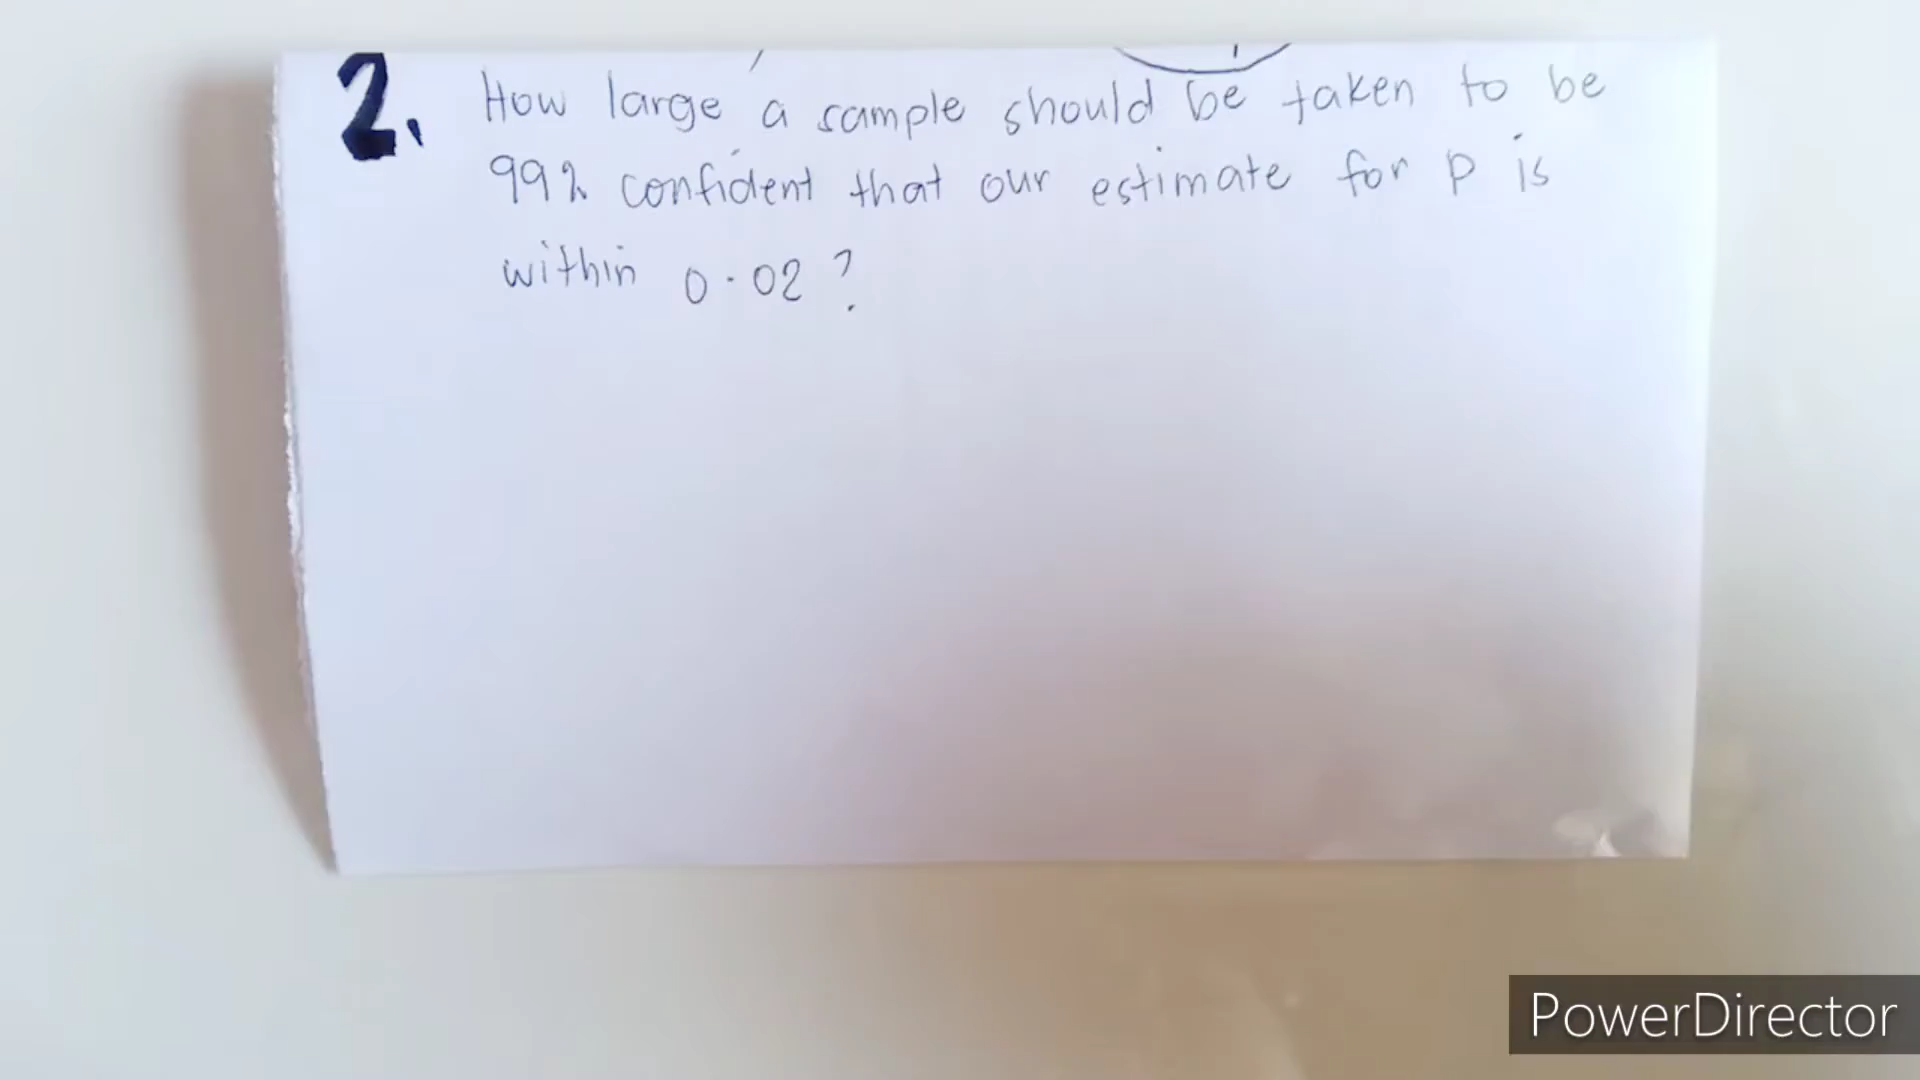 2. How large a sample should be taken to be
99% confident that our estimate for p is
within 0.02?
PowerDirector